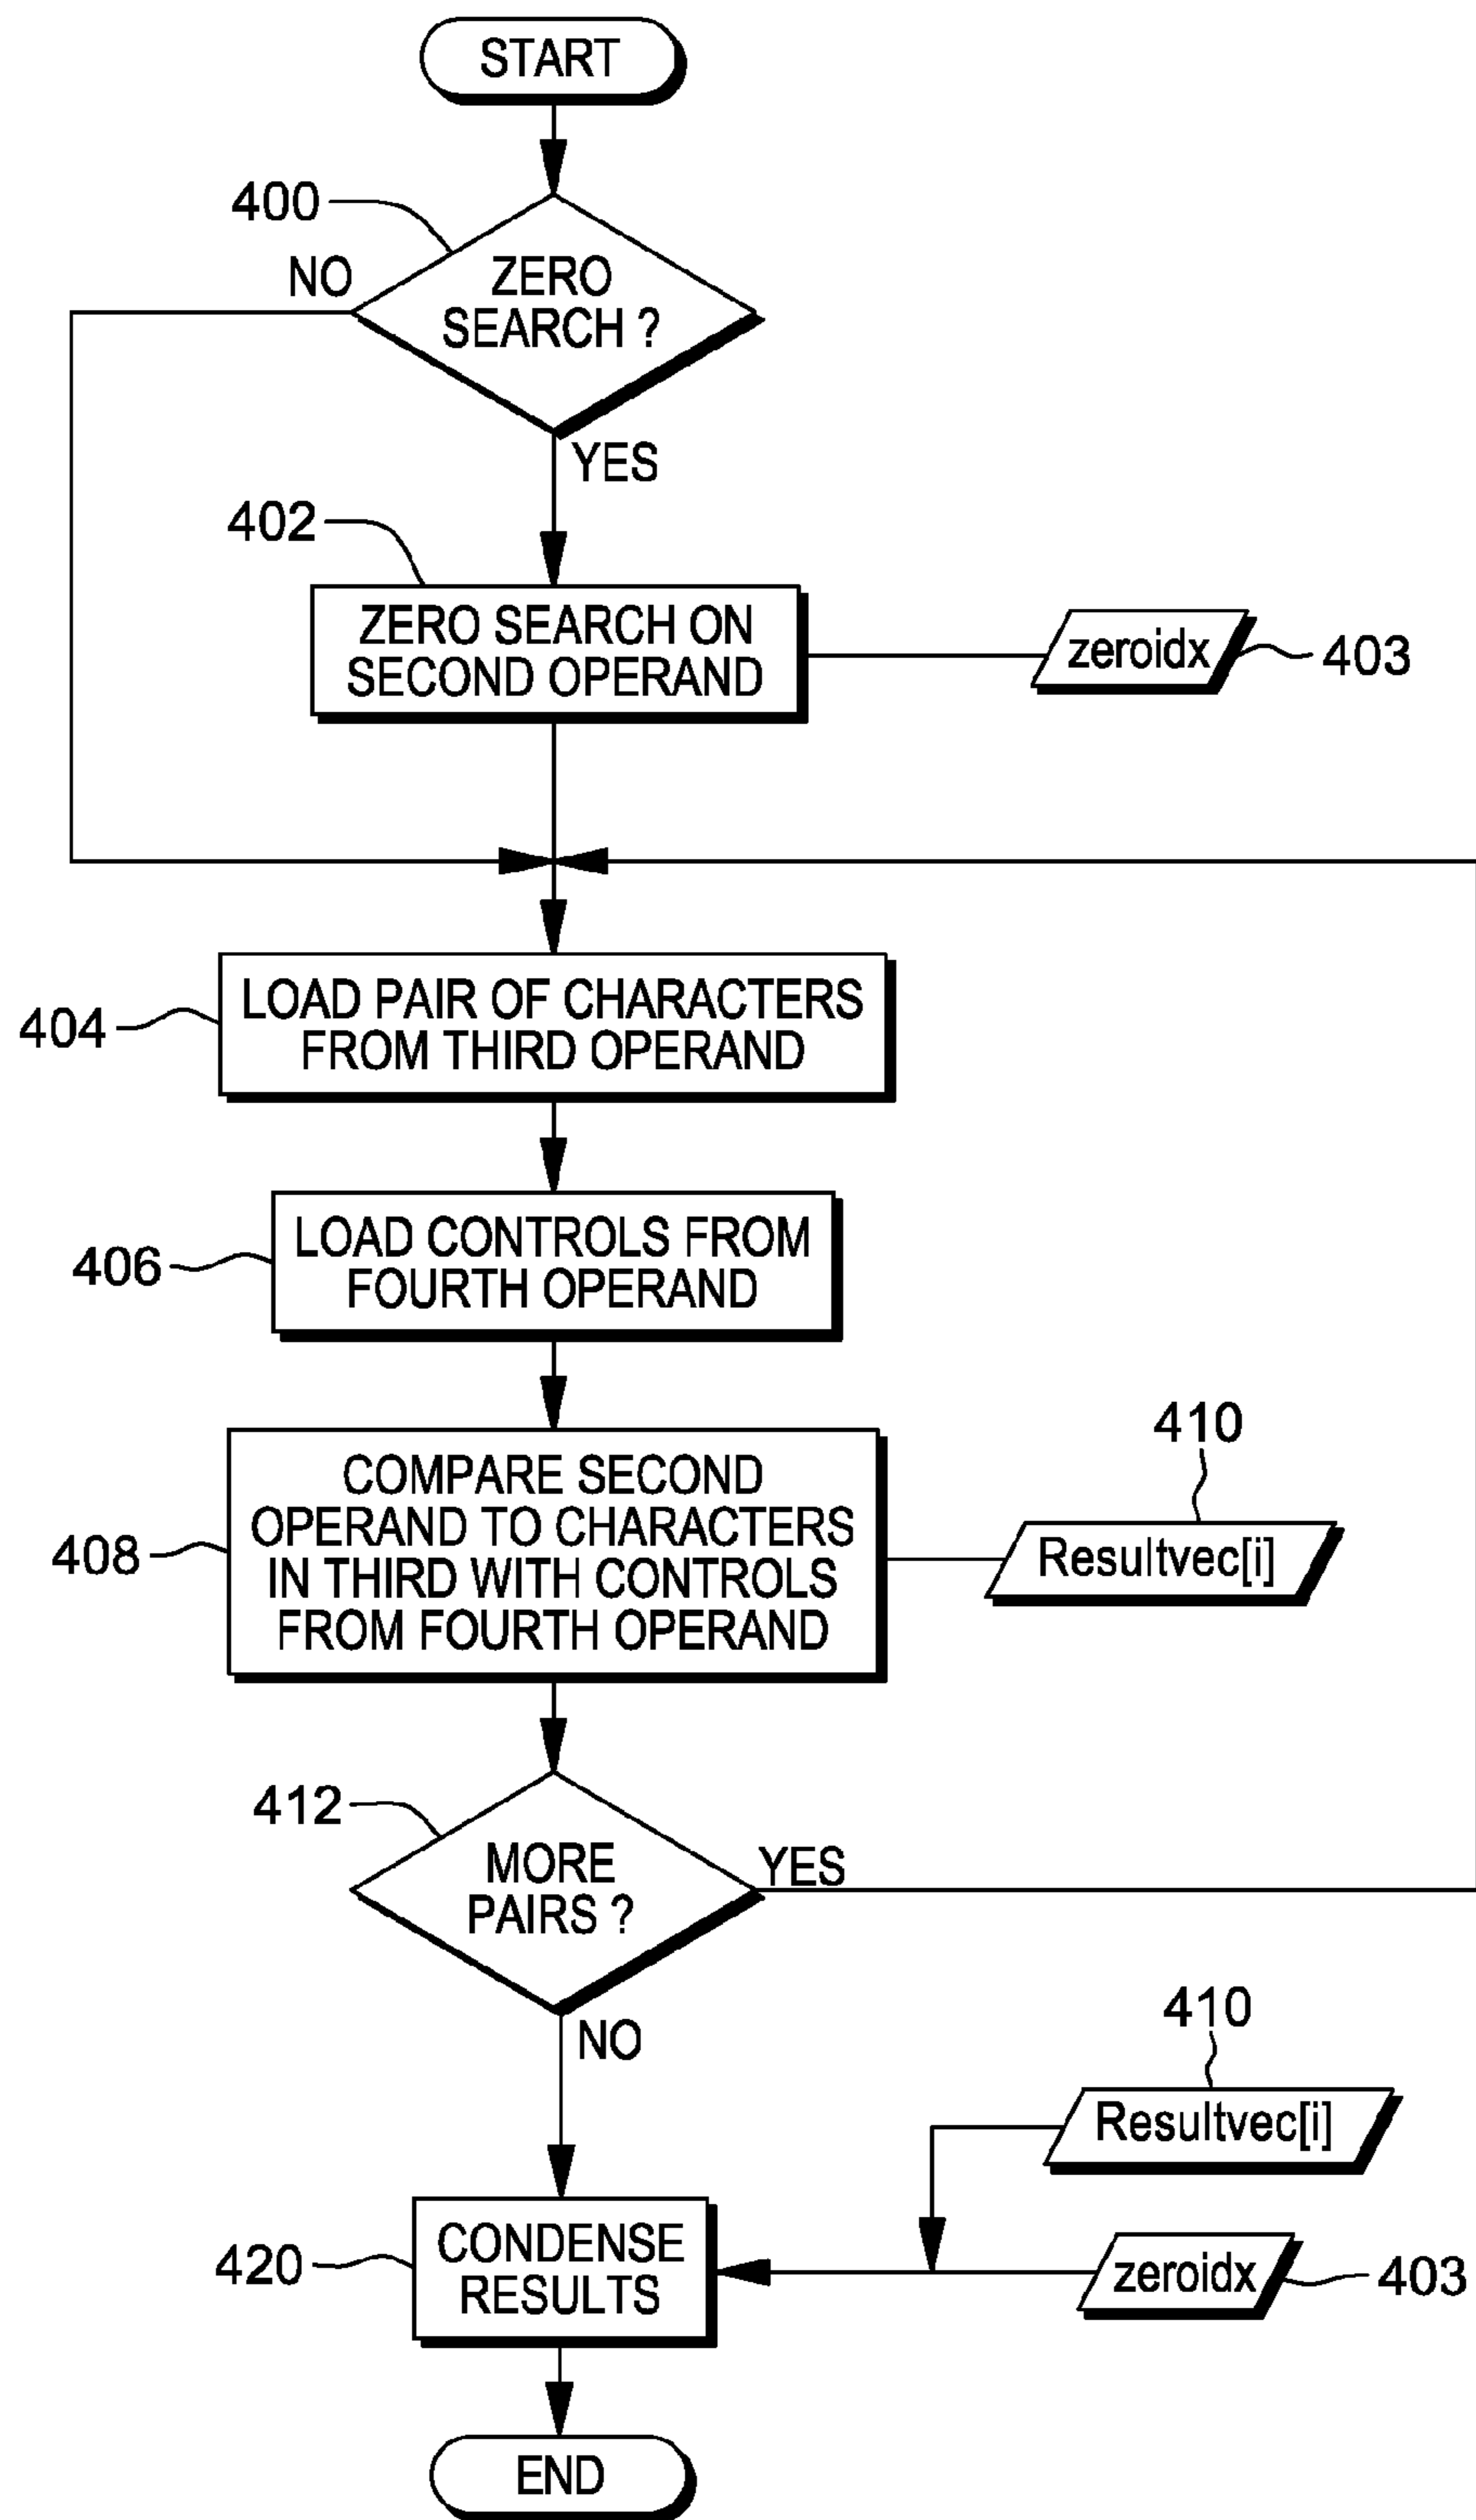 START
400
NO
ZERO
SEARCH ?
YES
402
ZERO SEARCH ON
SECOND OPERAND
zeroidx
403
LOAD PAIR OF CHARACTERS
FROM THIRD OPERAND
404
LOAD CONTROLS FROM
FOURTH OPERAND
406
410
COMPARE SECOND
OPERAND TO CHARACTERS
IN THIRD WITH CONTROLS
FROM FOURTH OPERAND
408
Resultvec[i]
412
MORE
PAIRS ?
YES
NO
410
Resultvec[i]
CONDENSE
RESULTS
420
zeroidx
403
END